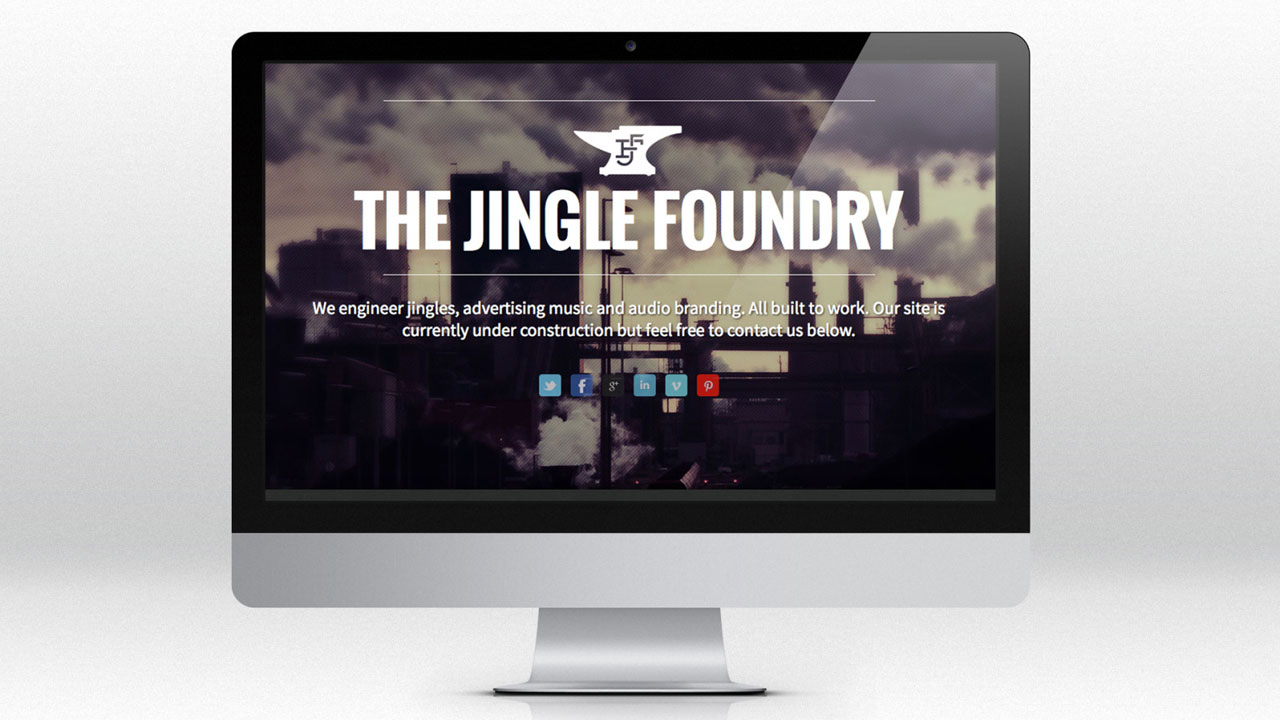 JF
THE JINGLE FOUNDRY
We engineer jingles, advertising music and audio branding. All built to work. Our site is
currently under construction but feel free to contact us below.
f g+ in v p